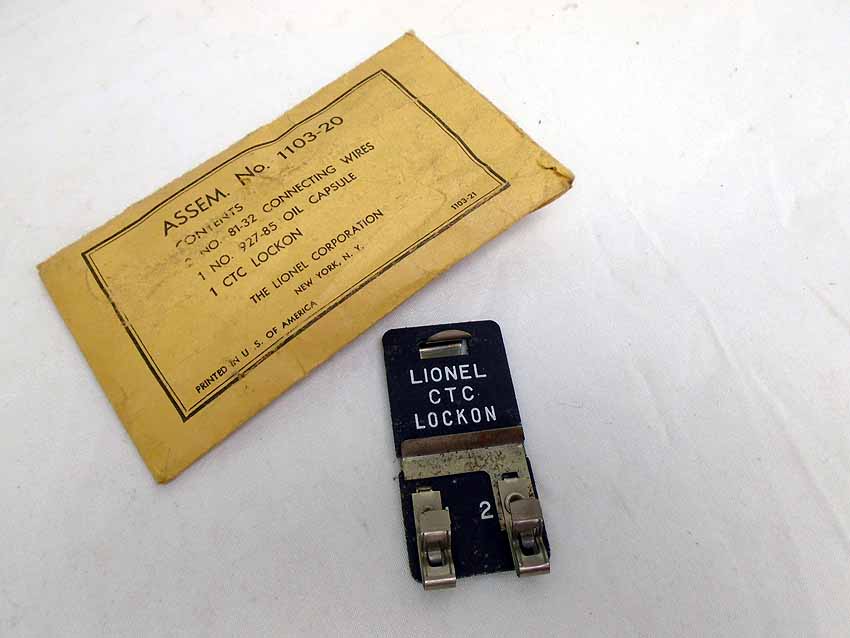 ASSEM. No. 1103-20
CONTENTS
2 NO. 81-32 CONNECTING WIRES
1 NO. 927-85 OIL CAPSULE
1 CTC LOCKON
THE LIONEL CORPORATION
NEW YORK, N. Y.
PRINTED IN U. S. OF AMERICA
1103-21
LIONEL
CTC
LOCKON
2